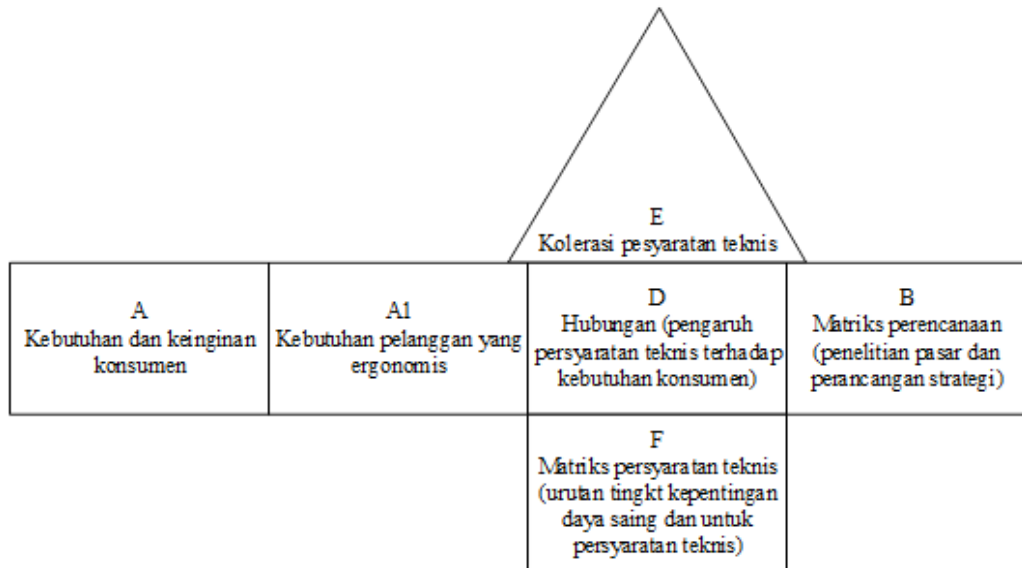 E
Kolerasi pesyaratan teknis
A
Kebutuhan dan keinginan
konsumen
A1
Kebutuhan pelanggan yang
ergonomis
D
Hubungan (pengaruh
persyaratan teknis terhadap
kebutuhan konsumen)
B
Matriks perencanaan
(penelitian pasar dan
perancangan strategi)
F
Matriks persyaratan teknis
(urutan tingkt kepentingan
daya saing dan untuk
persyaratan teknis)